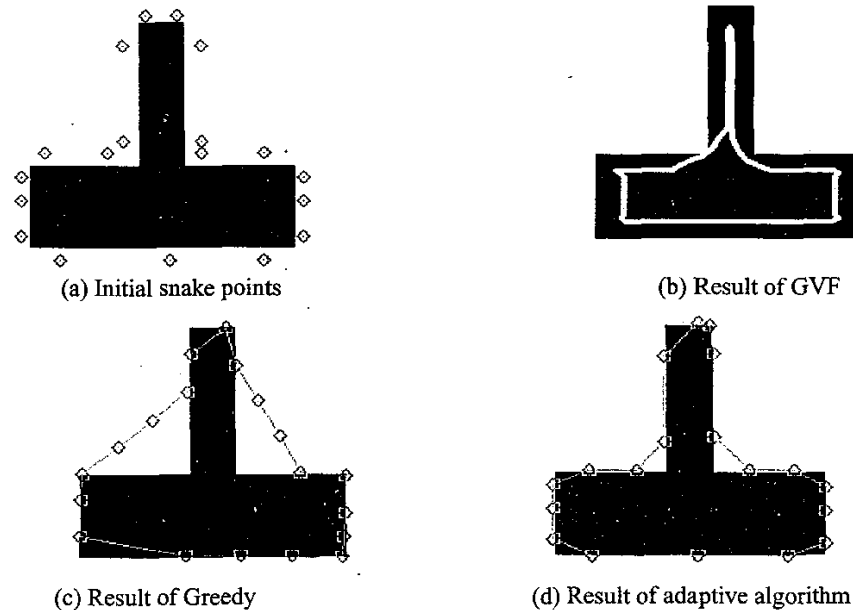 (a) Initial snake points
(b) Result of GVF
(c) Result of Greedy
(d) Result of adaptive algorithm